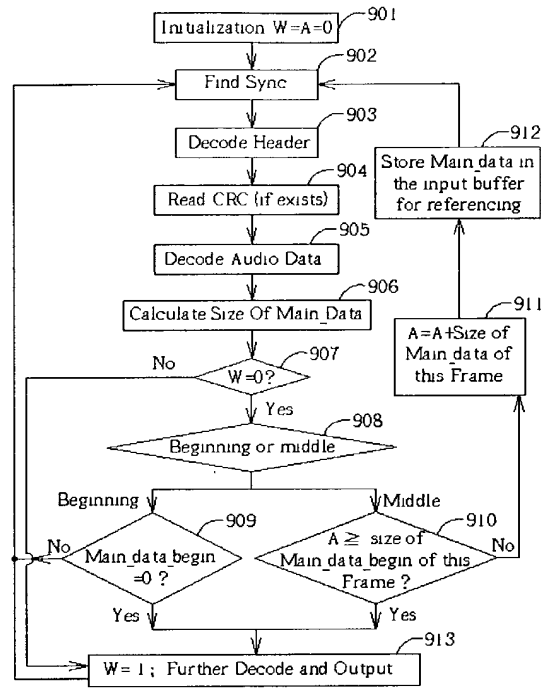 901
Initialization W=A=0
902
Find Sync
903
Decode Header
912
Store Main_data in
the input buffer
for referencing
904
Read CRC (if exists)
905
Decode Audio Data
906
Calculate Size Of Main_Data
911
A=A+Size of
Main_data of
this Frame
No
907
W=0?
Yes
908
Beginning or middle
Beginning
Middle
909
910
No
Main_data_begin
=0 ?
A ≧ size of
Main_data_begin of this
Frame ?
No
Yes
Yes
913
W=1; Further Decode and Output